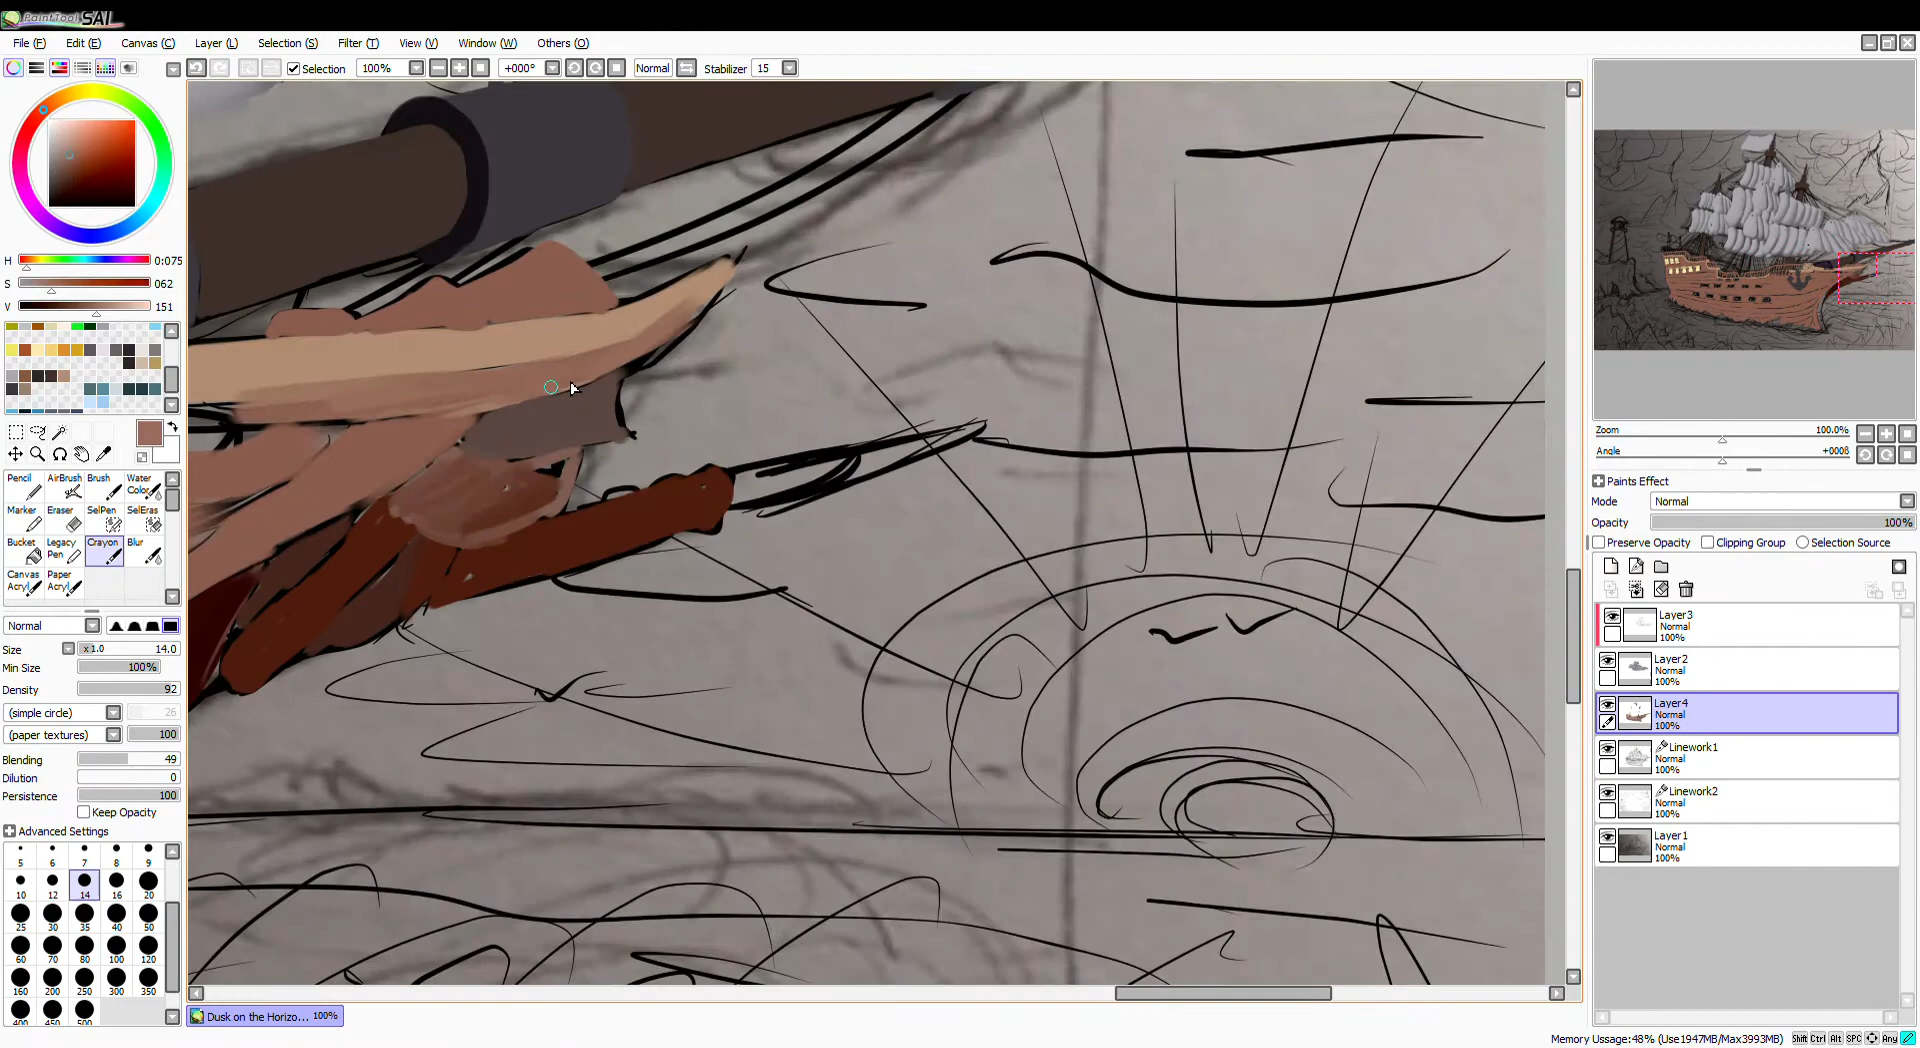 PaintTool SAI
File (F) Edit (E) Canvas (C) Layer (L) Selection (S) Filter (T) View (V) Window (W) Others (O)
Selection 100% +000° Normal Stabilizer 15
H 0:075
S 062
V 151
Pencil AirBrush Brush Water Color
Marker Eraser SelPen SelEras
Bucket Legacy Pen Crayon Blur
Canvas Acryl Paper Acryl
Normal
Size x1.0 14.0
Min Size 100%
Density 92
(simple circle) 26
(paper textures) 100
Blending 49
Dilution 0
Persistence 100
Keep Opacity
Advanced Settings
5 6 7 8 9
10 12 14 16 20
25 30 35 40 50
60 70 80 100 120
160 200 250 300 350
400 450 500
Dusk on the Horizo... 100%
Zoom 100.0%
Angle +0008
Paints Effect
Mode Normal
Opacity 100%
Preserve Opacity Clipping Group Selection Source
Layer3
Normal
100%
Layer2
Normal
100%
Layer4
Normal
100%
Linework1
Normal
100%
Linework2
Normal
100%
Layer1
Normal
100%
Memory Ussage:48% (Use1947MB/Max3993MB) Shift Ctrl Alt SPC Any